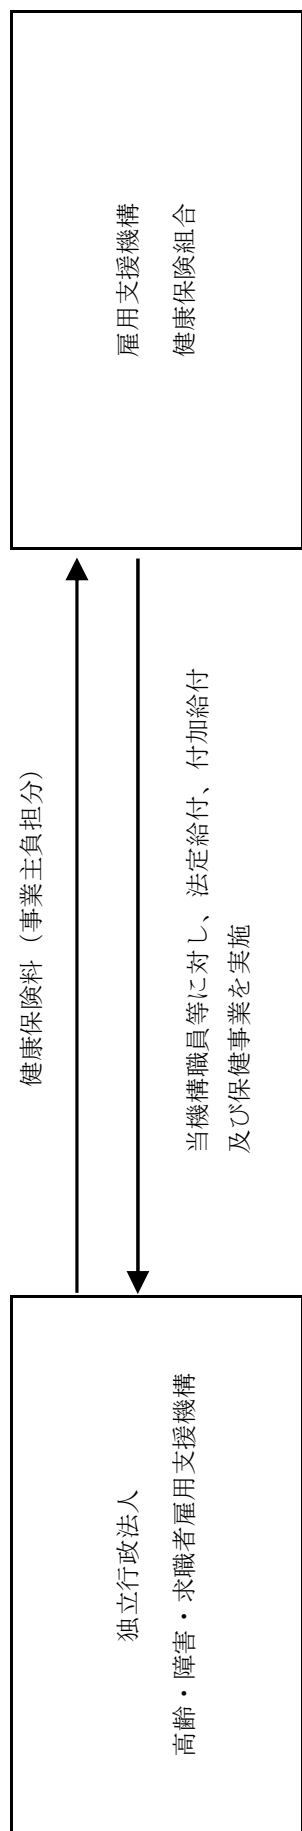 独立行政法人
高齢・障害・求職者雇用支援機構
健康保険料（事業主負担分）
当機構職員等に対し、法定給付、付加給付
及び保健事業を実施
雇用支援機構
健康保険組合